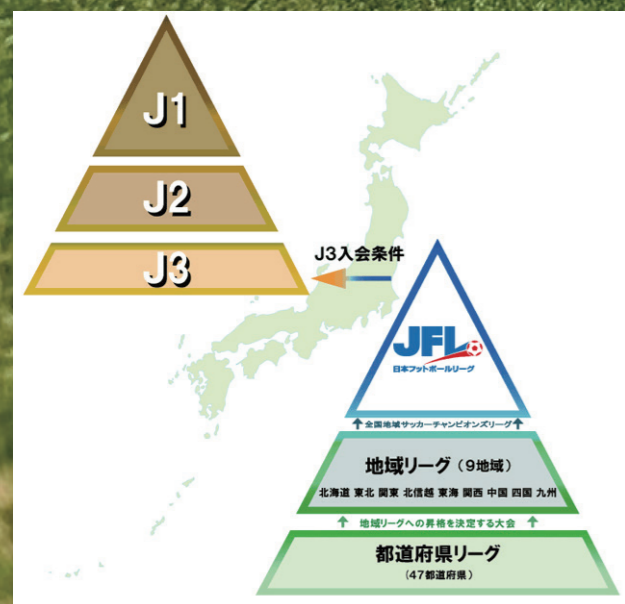 J1
J2
J3
J3入会条件
JFL
日本フットボールリーグ
全国地域サッカーチャンピオンズリーグ
地域リーグ（9地域）
北海道 東北 関東 北信越 東海 関西 中国 四国 九州
地域リーグへの昇格を決定する大会
都道府県リーグ
(47都道府県)